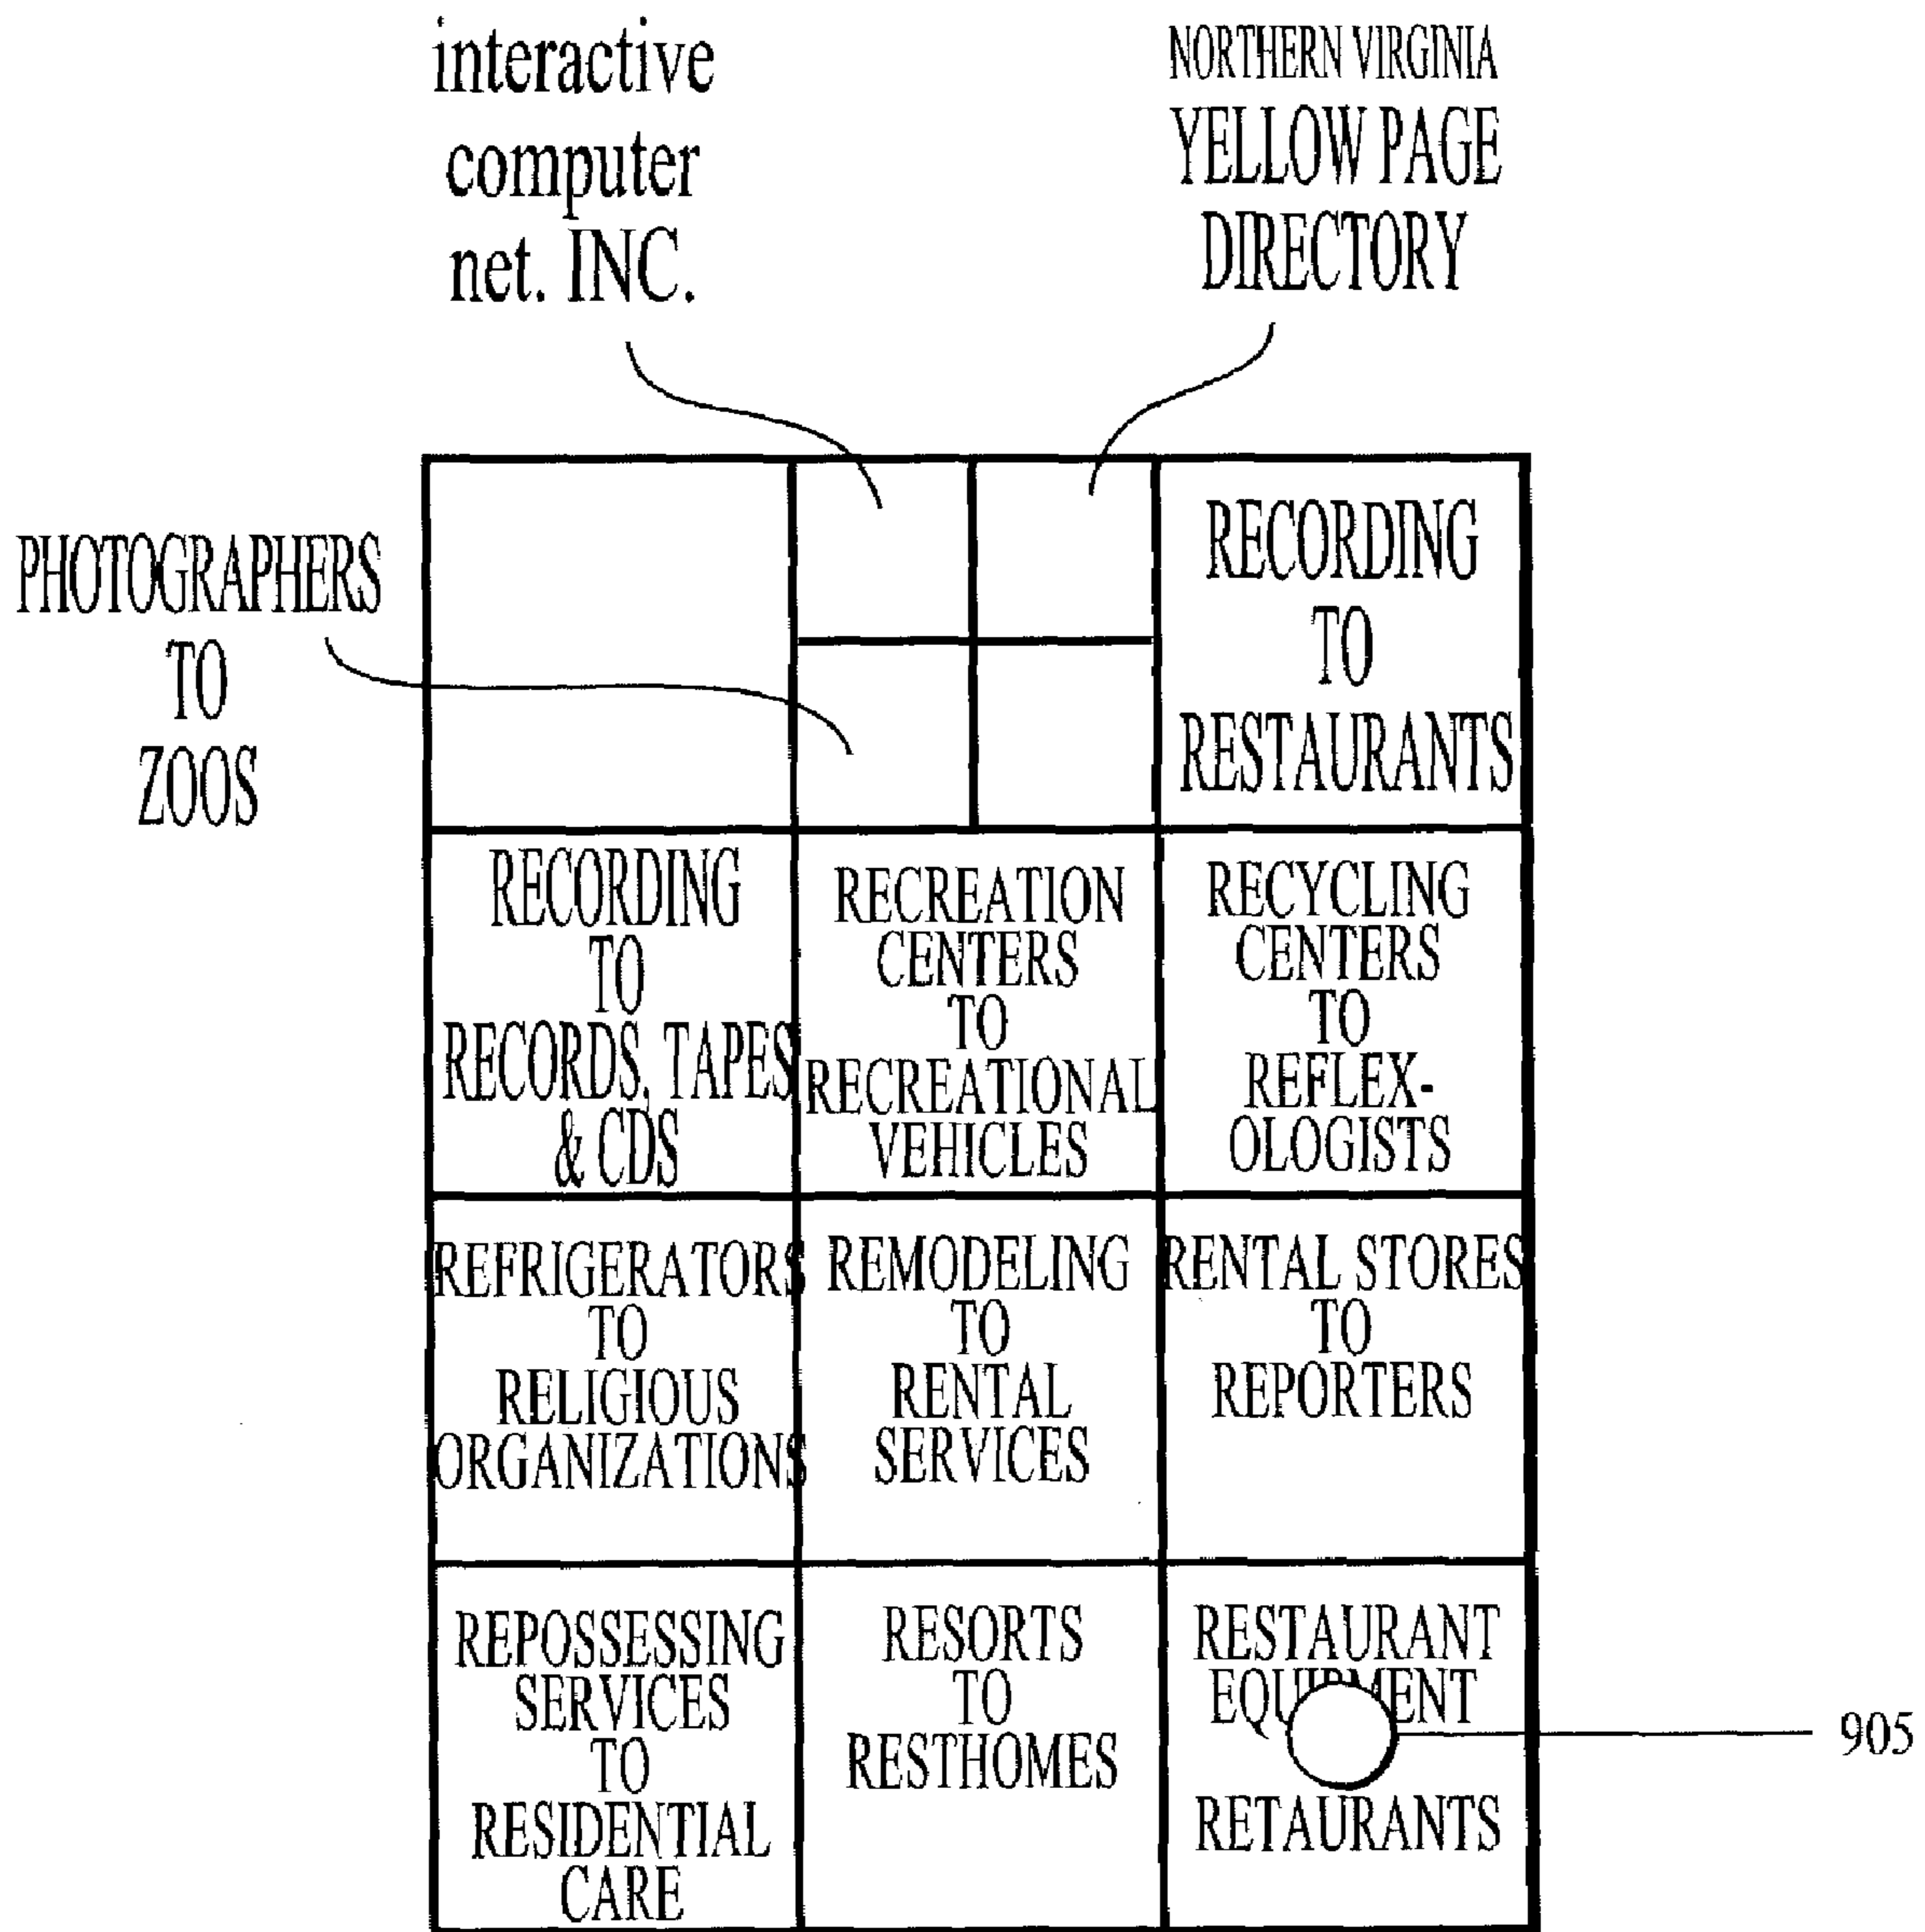 interactive
computer
net. INC.
NORTHERN VIRGINIA
YELLOW PAGE
DIRECTORY
PHOTOGRAPHERS
TO
ZOOS
RECORDING
TO
RESTAURANTS
RECORDING
TO
RECORDS, TAPES
& CDS
RECREATION
CENTERS
TO
RECREATIONAL
VEHICLES
RECYCLING
CENTERS
TO
REFLEX-
OLOGISTS
REFRIGERATORS
TO
RELIGIOUS
ORGANIZATIONS
REMODELING
TO
RENTAL
SERVICES
RENTAL STORES
TO
REPORTERS
REPOSSESSING
SERVICES
TO
RESIDENTIAL
CARE
RESORTS
TO
RESTHOMES
RESTAURANT
EQUIPMENT
RETAURANTS
905